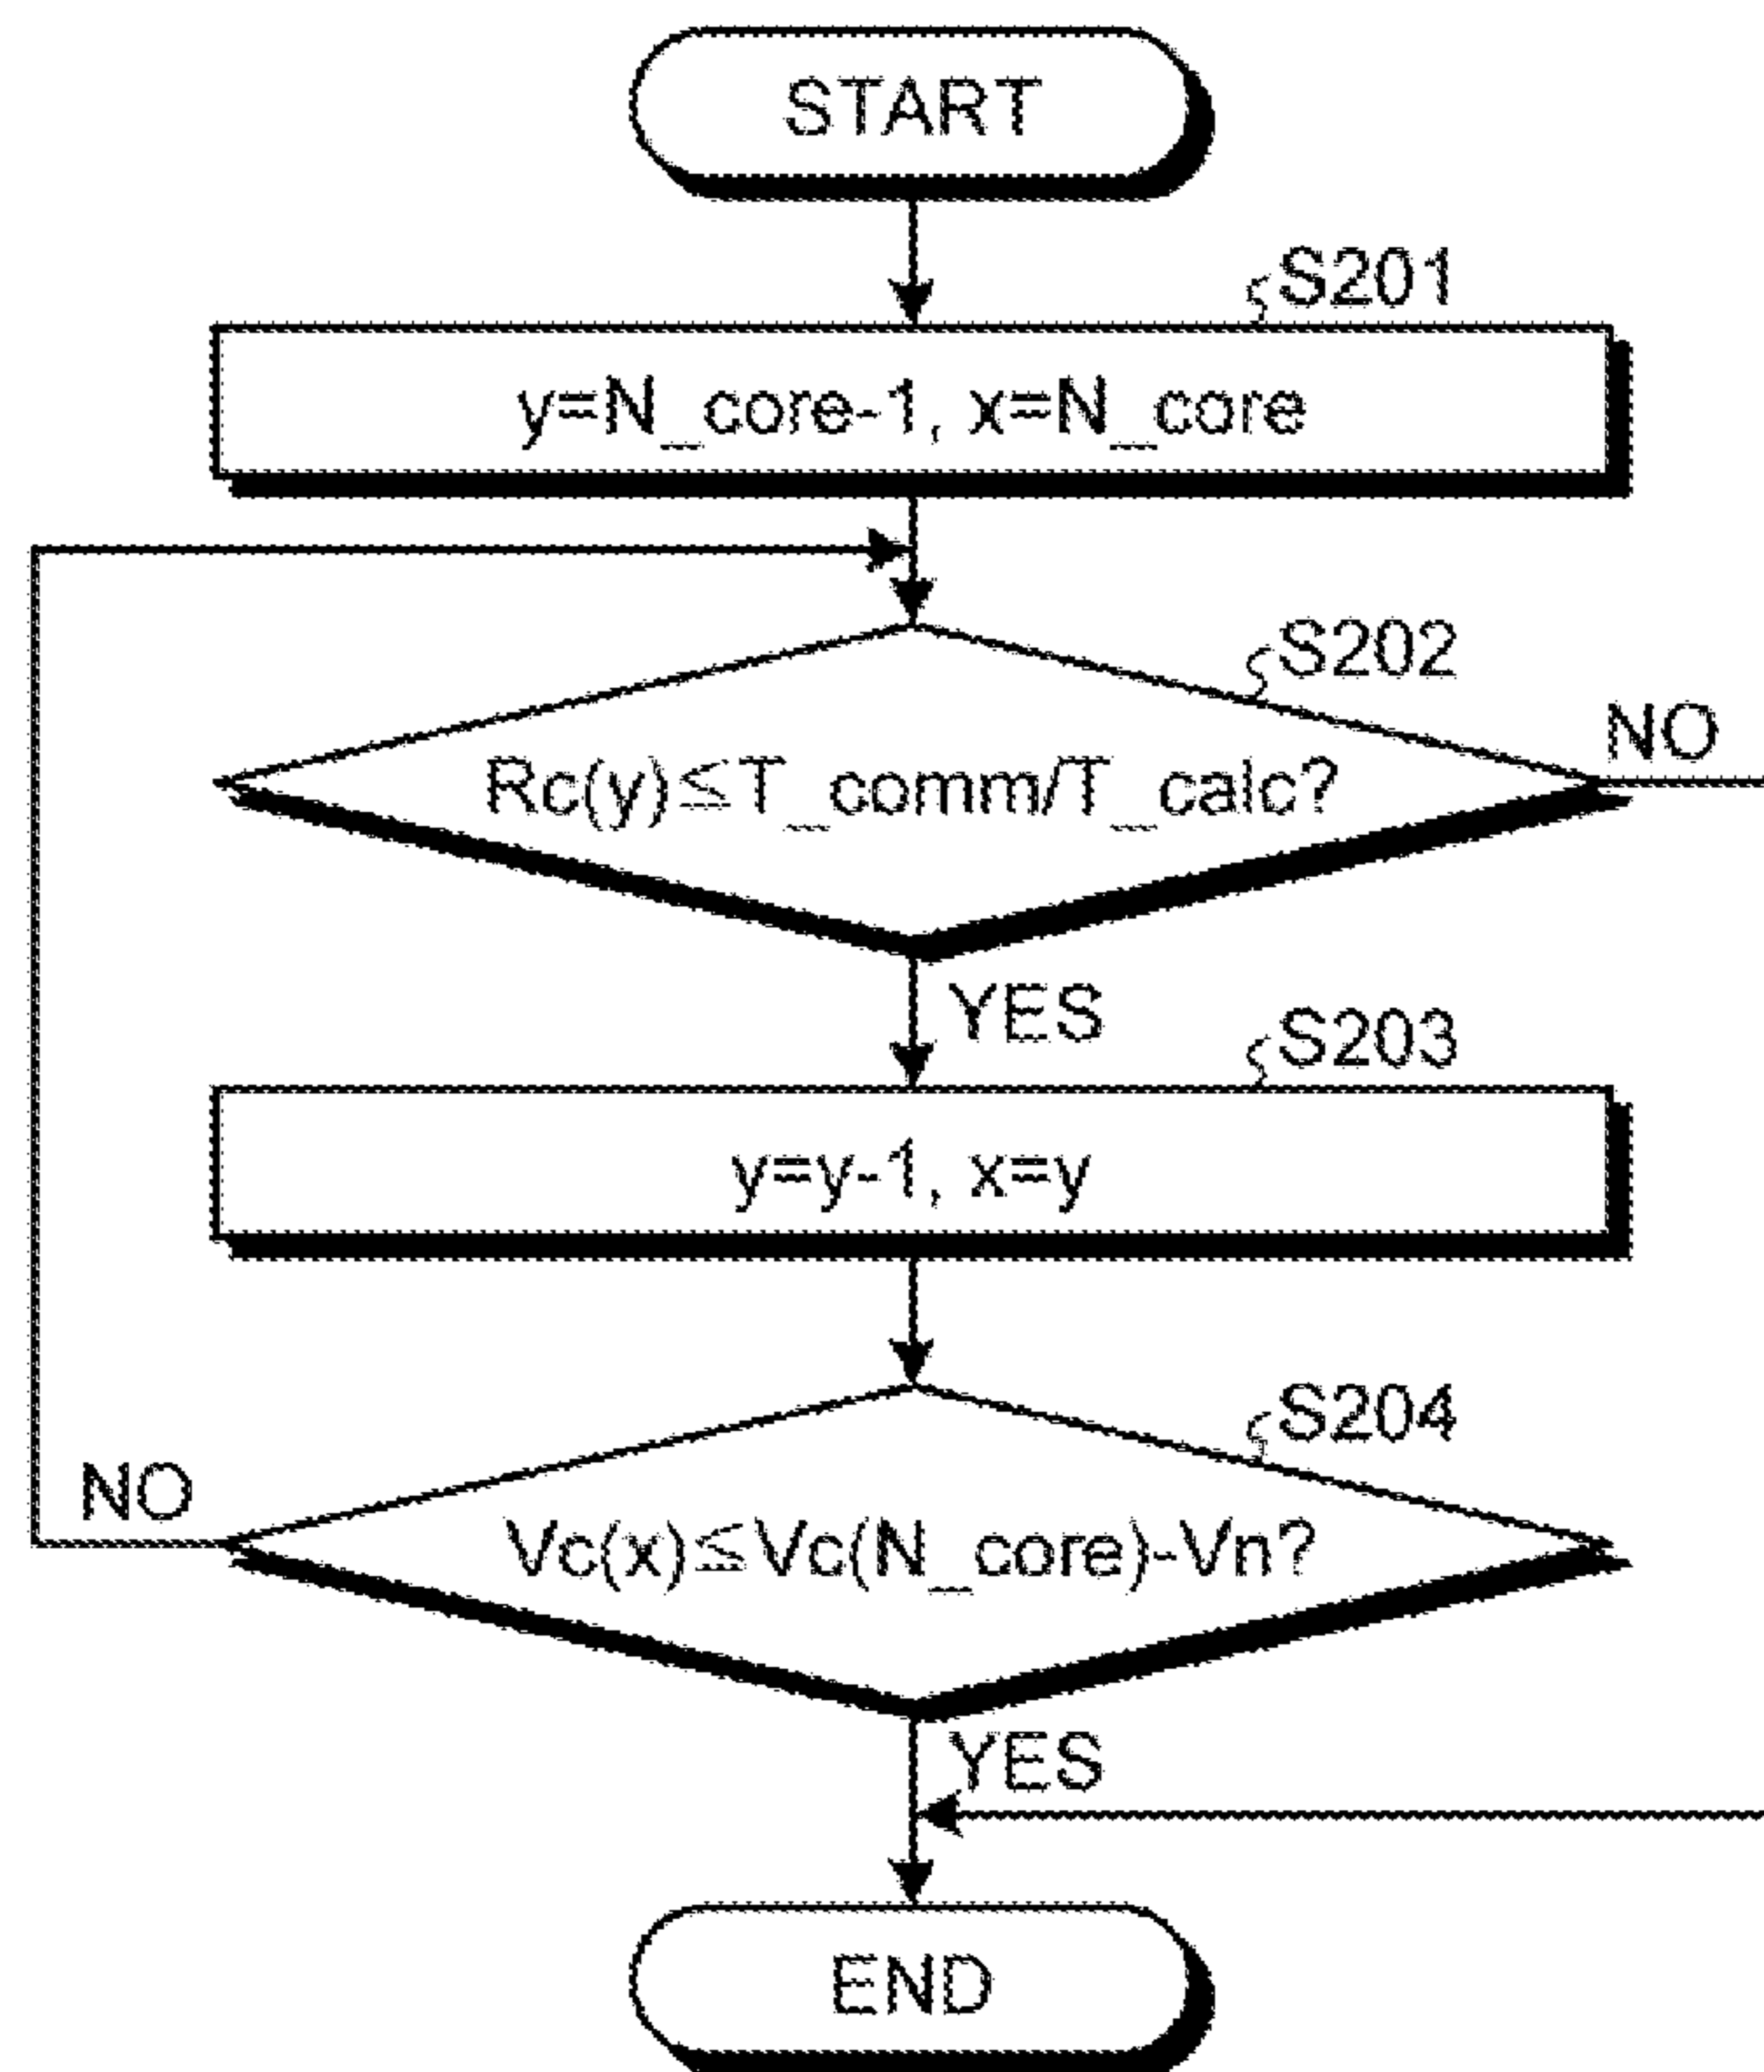 START
S201
y=N_core-1, x=N_core
S202
NO
Rc(y)≦T_comm/T_calc?
YES
S203
y=y-1, x=y
S204
NO
Vc(x)≦Vc(N_core)-Vn?
YES
END